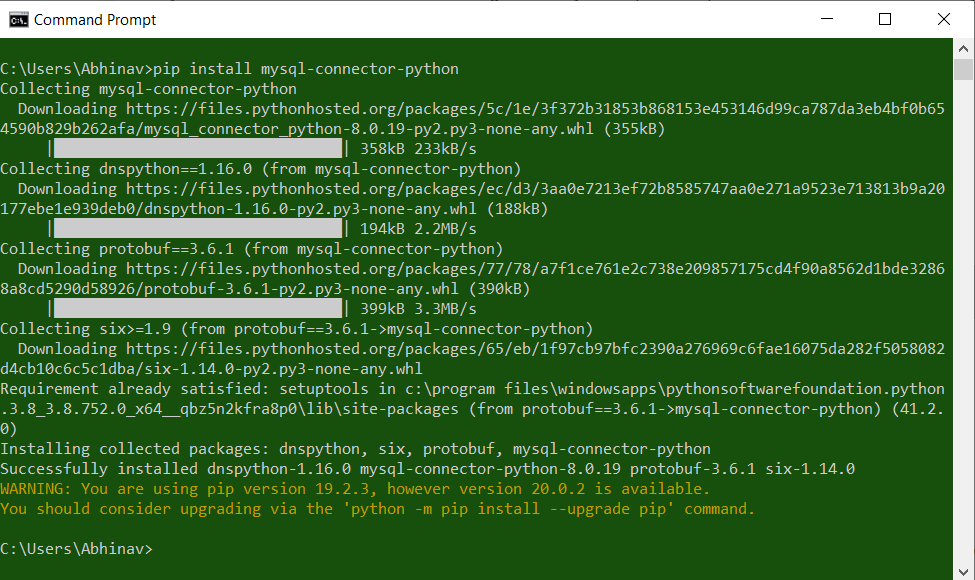 Command Prompt
C:\Users\Abhinav>pip install mysql-connector-python
Collecting mysql-connector-python
  Downloading https://files.pythonhosted.org/packages/5c/1e/3f372b31853b868153e453146d99ca787da3eb4bf0b65
4590b829b262afa/mysql_connector_python-8.0.19-py2.py3-none-any.whl (355kB)
     |                                | 358kB 233kB/s
Collecting dnspython==1.16.0 (from mysql-connector-python)
  Downloading https://files.pythonhosted.org/packages/ec/d3/3aa0e7213ef72b8585747aa0e271a9523e713813b9a20
177ebe1e939deb0/dnspython-1.16.0-py2.py3-none-any.whl (188kB)
     |                                | 194kB 2.2MB/s
Collecting protobuf==3.6.1 (from mysql-connector-python)
  Downloading https://files.pythonhosted.org/packages/77/78/a7f1ce761e2c738e209857175cd4f90a8562d1bde3286
8a8cd5290d58926/protobuf-3.6.1-py2.py3-none-any.whl (390kB)
     |                                | 399kB 3.3MB/s
Collecting six>=1.9 (from protobuf==3.6.1->mysql-connector-python)
  Downloading https://files.pythonhosted.org/packages/65/eb/1f97cb97bfc2390a276969c6fae16075da282f5058082
d4cb10c6c5c1dba/six-1.14.0-py2.py3-none-any.whl
Requirement already satisfied: setuptools in c:\program files\windowsapps\pythonsoftwarefoundation.python
.3.8_3.8.752.0_x64__qbz5n2kfra8p0\lib\site-packages (from protobuf==3.6.1->mysql-connector-python) (41.2.
0)
Installing collected packages: dnspython, six, protobuf, mysql-connector-python
Successfully installed dnspython-1.16.0 mysql-connector-python-8.0.19 protobuf-3.6.1 six-1.14.0
WARNING: You are using pip version 19.2.3, however version 20.0.2 is available.
You should consider upgrading via the 'python -m pip install --upgrade pip' command.
C:\Users\Abhinav>